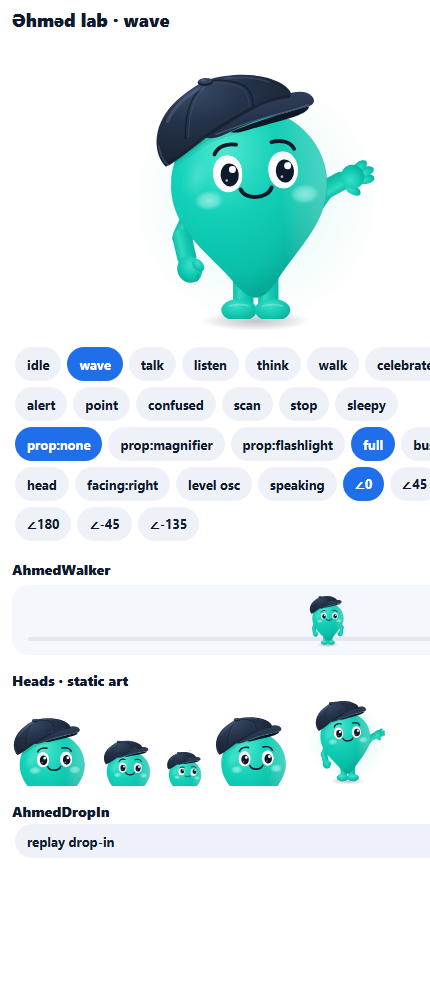 Əhməd lab · wave
idle wave talk listen think walk celebrate
alert point confused scan stop sleepy
prop:none prop:magnifier prop:flashlight full
head facing:right level osc speaking ∠0 ∠45
∠180 ∠-45 ∠-135
AhmedWalker
Heads · static art
AhmedDropIn
replay drop-in